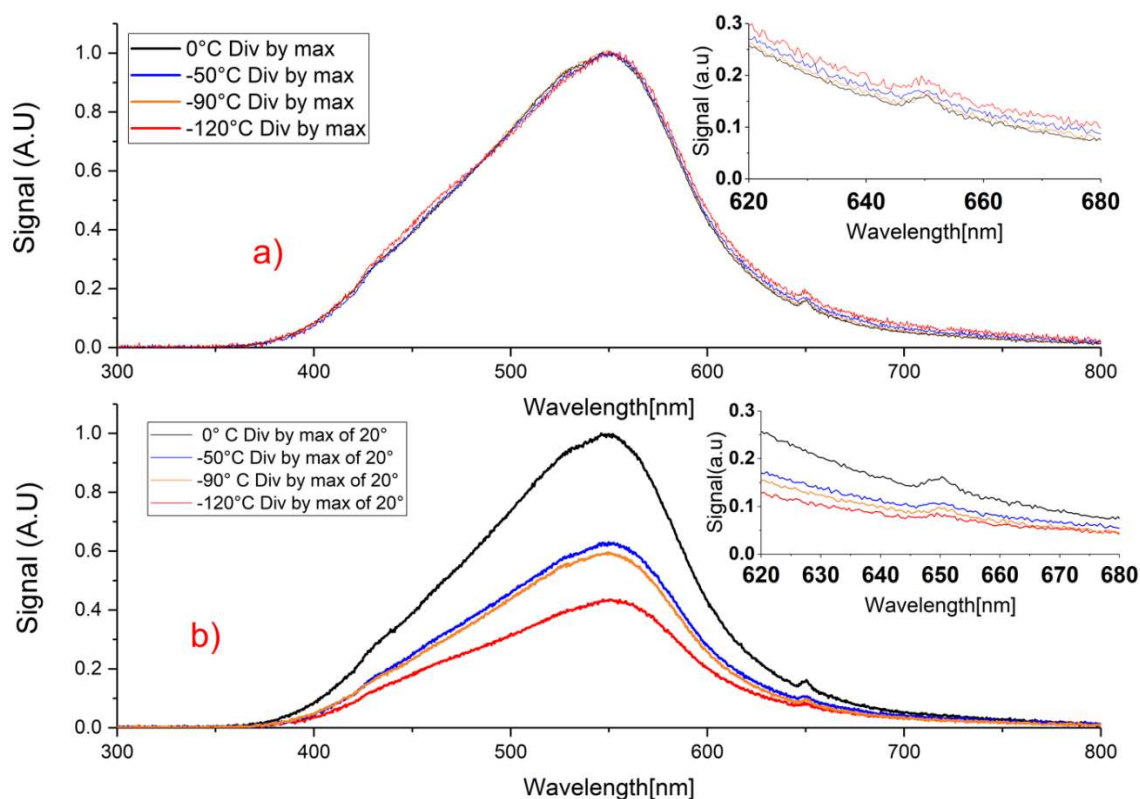 Signal (A.U)
1.0
0.8
0.6
0.4
0.2
0.0
0°C Div by max
-50°C Div by max
-90°C Div by max
-120°C Div by max
a)
Signal (a.u)
0.3
0.2
0.1
0.0
620 640 660 680
Wavelength[nm]
300 400 500 600 700 800
Wavelength[nm]
Signal (A.U)
1.0
0.8
0.6
0.4
0.2
0.0
0° C Div by max of 20°
-50°C Div by max of 20°
-90° C Div by max of 20°
-120°C Div by max of 20°
b)
Signal(a.u)
0.3
0.2
0.1
0.0
620 630 640 650 660 670 680
Wavelength[nm]
300 400 500 600 700 800
Wavelength[nm]